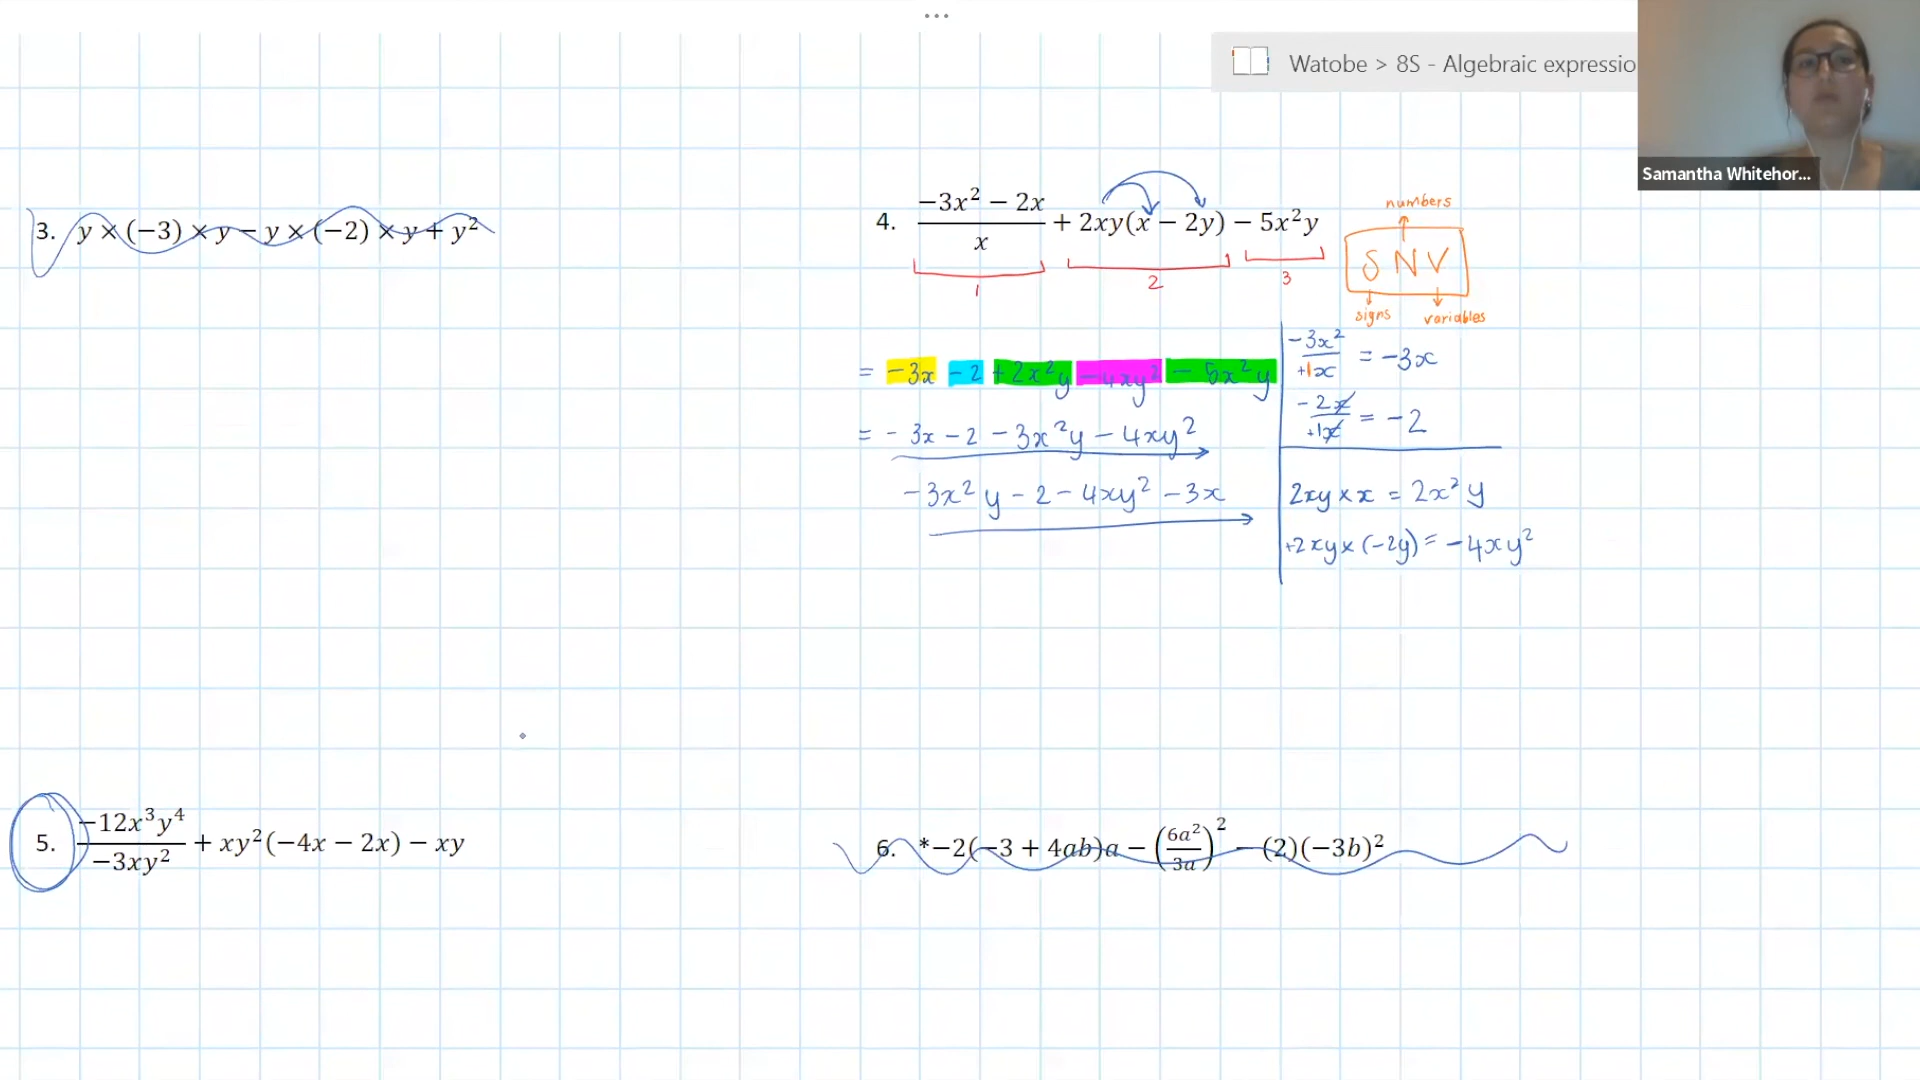 Watobe > 8S - Algebraic expressio
Samantha Whitehor...
3. y × (−3) × y − y × (−2) × y + y²
4. (−3x² − 2x)/x + 2xy(x − 2y) − 5x²y
1 2 3
numbers
S N V
signs variables
= −3x −2 +2x²y −4xy² − 5x²y
= - 3x − 2 − 3x²y − 4xy²
−3x²y − 2 − 4xy² − 3x
−3x²/+1x = −3x
−2x/+1x = −2
2xy × x = 2x²y
+2xy × (−2y) = −4xy²
5. −12x³y⁴/−3xy² + xy²(−4x − 2x) − xy
6. *−2(−3 + 4ab)a − (6a²/3a)² − (2)(−3b)²